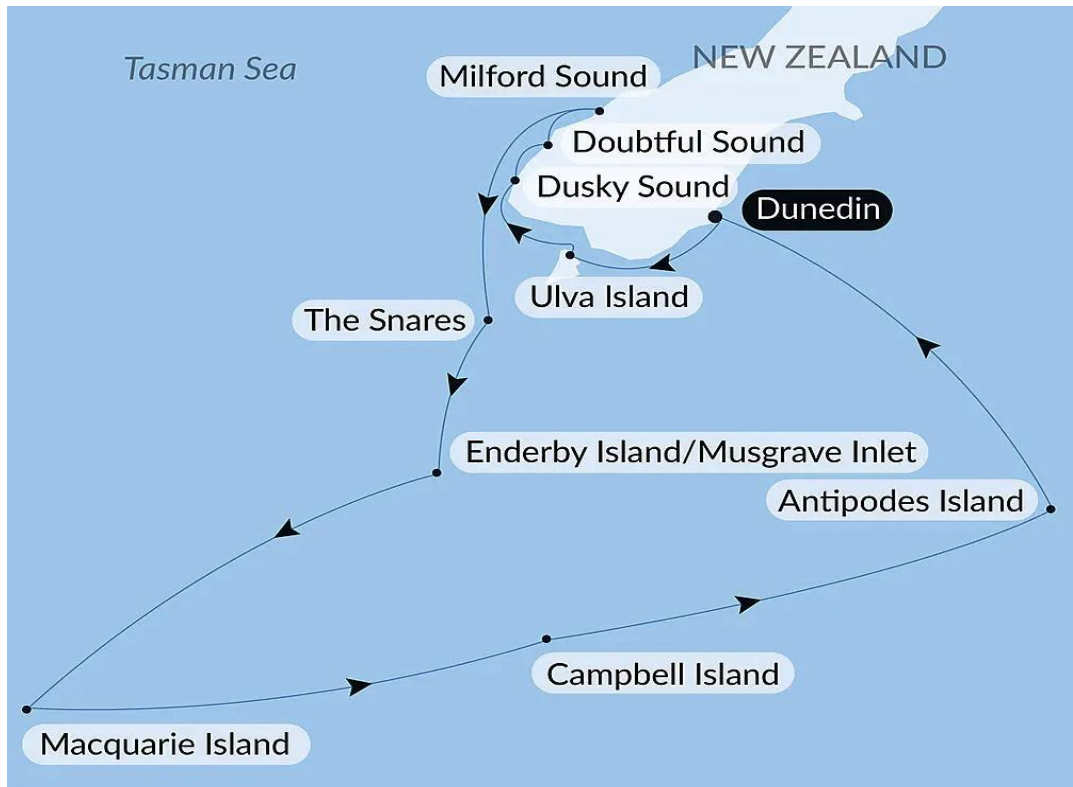 Tasman Sea
NEW ZEALAND
Milford Sound
Doubtful Sound
Dusky Sound
Dunedin
Ulva Island
The Snares
Enderby Island/Musgrave Inlet
Antipodes Island
Campbell Island
Macquarie Island